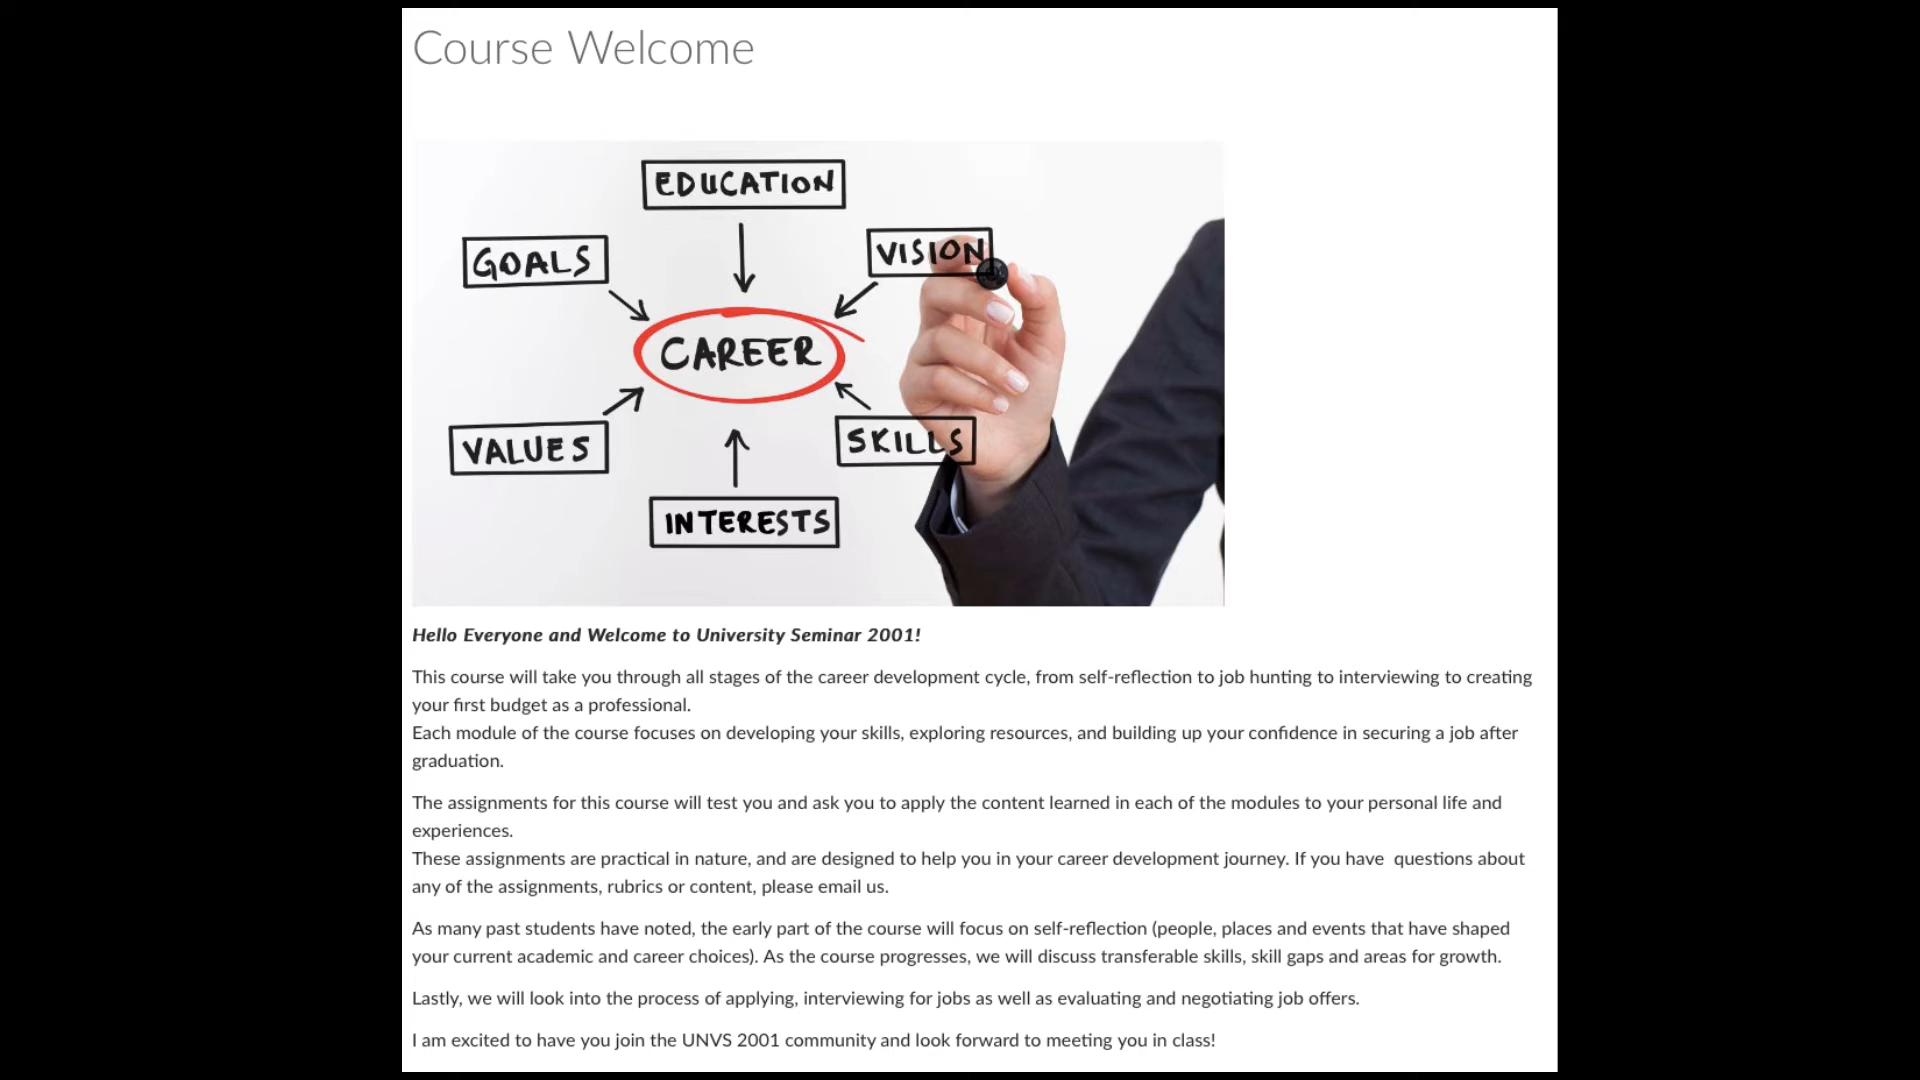 Course Welcome
EDUCATION
GOALS
VISION
CAREER
VALUES
SKILLS
INTERESTS
Hello Everyone and Welcome to University Seminar 2001!
This course will take you through all stages of the career development cycle, from self-reflection to job hunting to interviewing to creating
your first budget as a professional.
Each module of the course focuses on developing your skills, exploring resources, and building up your confidence in securing a job after
graduation.
The assignments for this course will test you and ask you to apply the content learned in each of the modules to your personal life and
experiences.
These assignments are practical in nature, and are designed to help you in your career development journey. If you have  questions about
any of the assignments, rubrics or content, please email us.
As many past students have noted, the early part of the course will focus on self-reflection (people, places and events that have shaped
your current academic and career choices). As the course progresses, we will discuss transferable skills, skill gaps and areas for growth.
Lastly, we will look into the process of applying, interviewing for jobs as well as evaluating and negotiating job offers.
I am excited to have you join the UNVS 2001 community and look forward to meeting you in class!